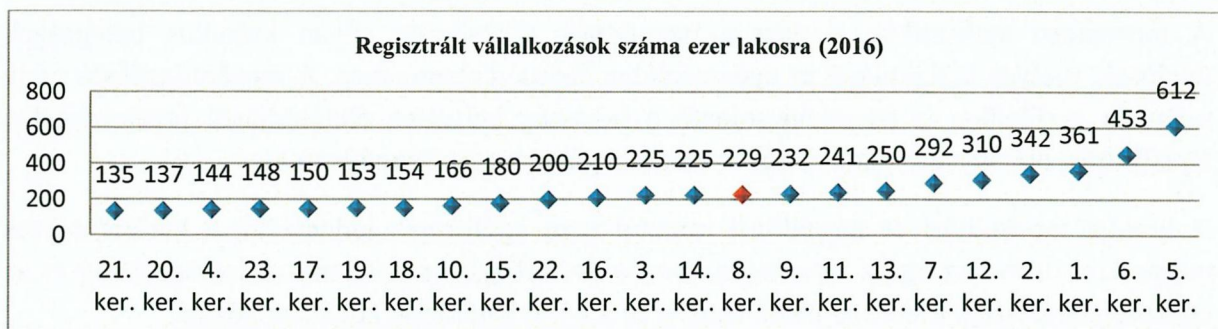 Regisztrált vállalkozások száma ezer lakosra (2016)
800
600
400
200
0
135 137 144 148 150 153 154 166 180 200 210 225 225 229 232 241 250 292 310 342 361 453 612
21. 20. 4. 23. 17. 19. 18. 10. 15. 22. 16. 3. 14. 8. 9. 11. 13. 7. 12. 2. 1. 6. 5.
ker. ker. ker. ker. ker. ker. ker. ker. ker. ker. ker. ker. ker. ker. ker. ker. ker. ker. ker. ker. ker. ker. ker.